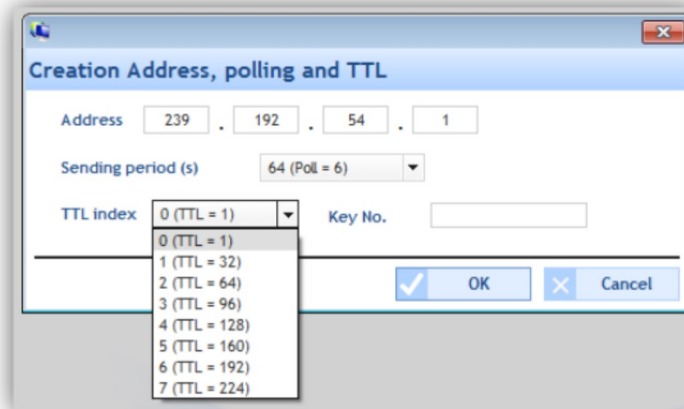 Creation Address, polling and TTL
Address 239 . 192 . 54 . 1
Sending period (s) 64 (Poll = 6)
TTL index 0 (TTL = 1) Key No.
0 (TTL = 1)
1 (TTL = 32)
2 (TTL = 64)
3 (TTL = 96)
4 (TTL = 128)
5 (TTL = 160)
6 (TTL = 192)
7 (TTL = 224)
OK Cancel